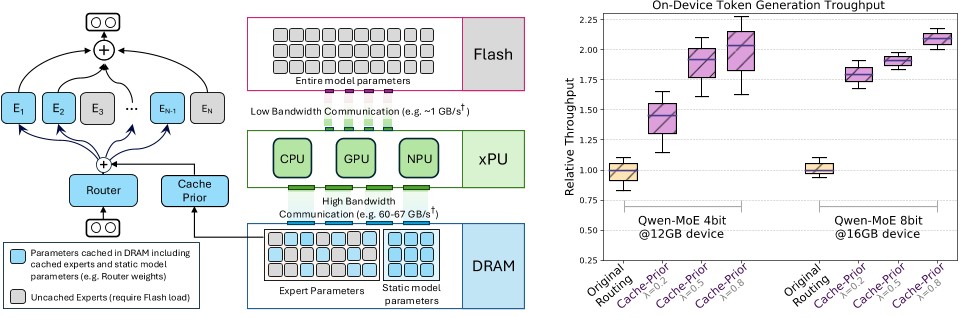 E1
E2
E3
...
EN-1
EN
Router
Cache
Prior
Parameters cached in DRAM including
cached experts and static model
parameters (e.g. Router weights)
Uncached Experts (require Flash load)
Entire model parameters
Flash
Low Bandwidth Communication (e.g. ~1 GB/s†)
CPU
GPU
NPU
xPU
High Bandwidth
Communication (e.g. 60-67 GB/s†)
DRAM
Expert Parameters
Static model
parameters
On-Device Token Generation Troughput
Relative Throughput
2.25
2.00
1.75
1.50
1.25
1.00
0.75
0.50
0.25
Qwen-MoE 4bit
@12GB device
Qwen-MoE 8bit
@16GB device
Original
Routing
Cache-Prior
λ=0.2
Cache-Prior
λ=0.5
Cache-Prior
λ=0.8
Original
Routing
Cache-Prior
λ=0.2
Cache-Prior
λ=0.5
Cache-Prior
λ=0.8